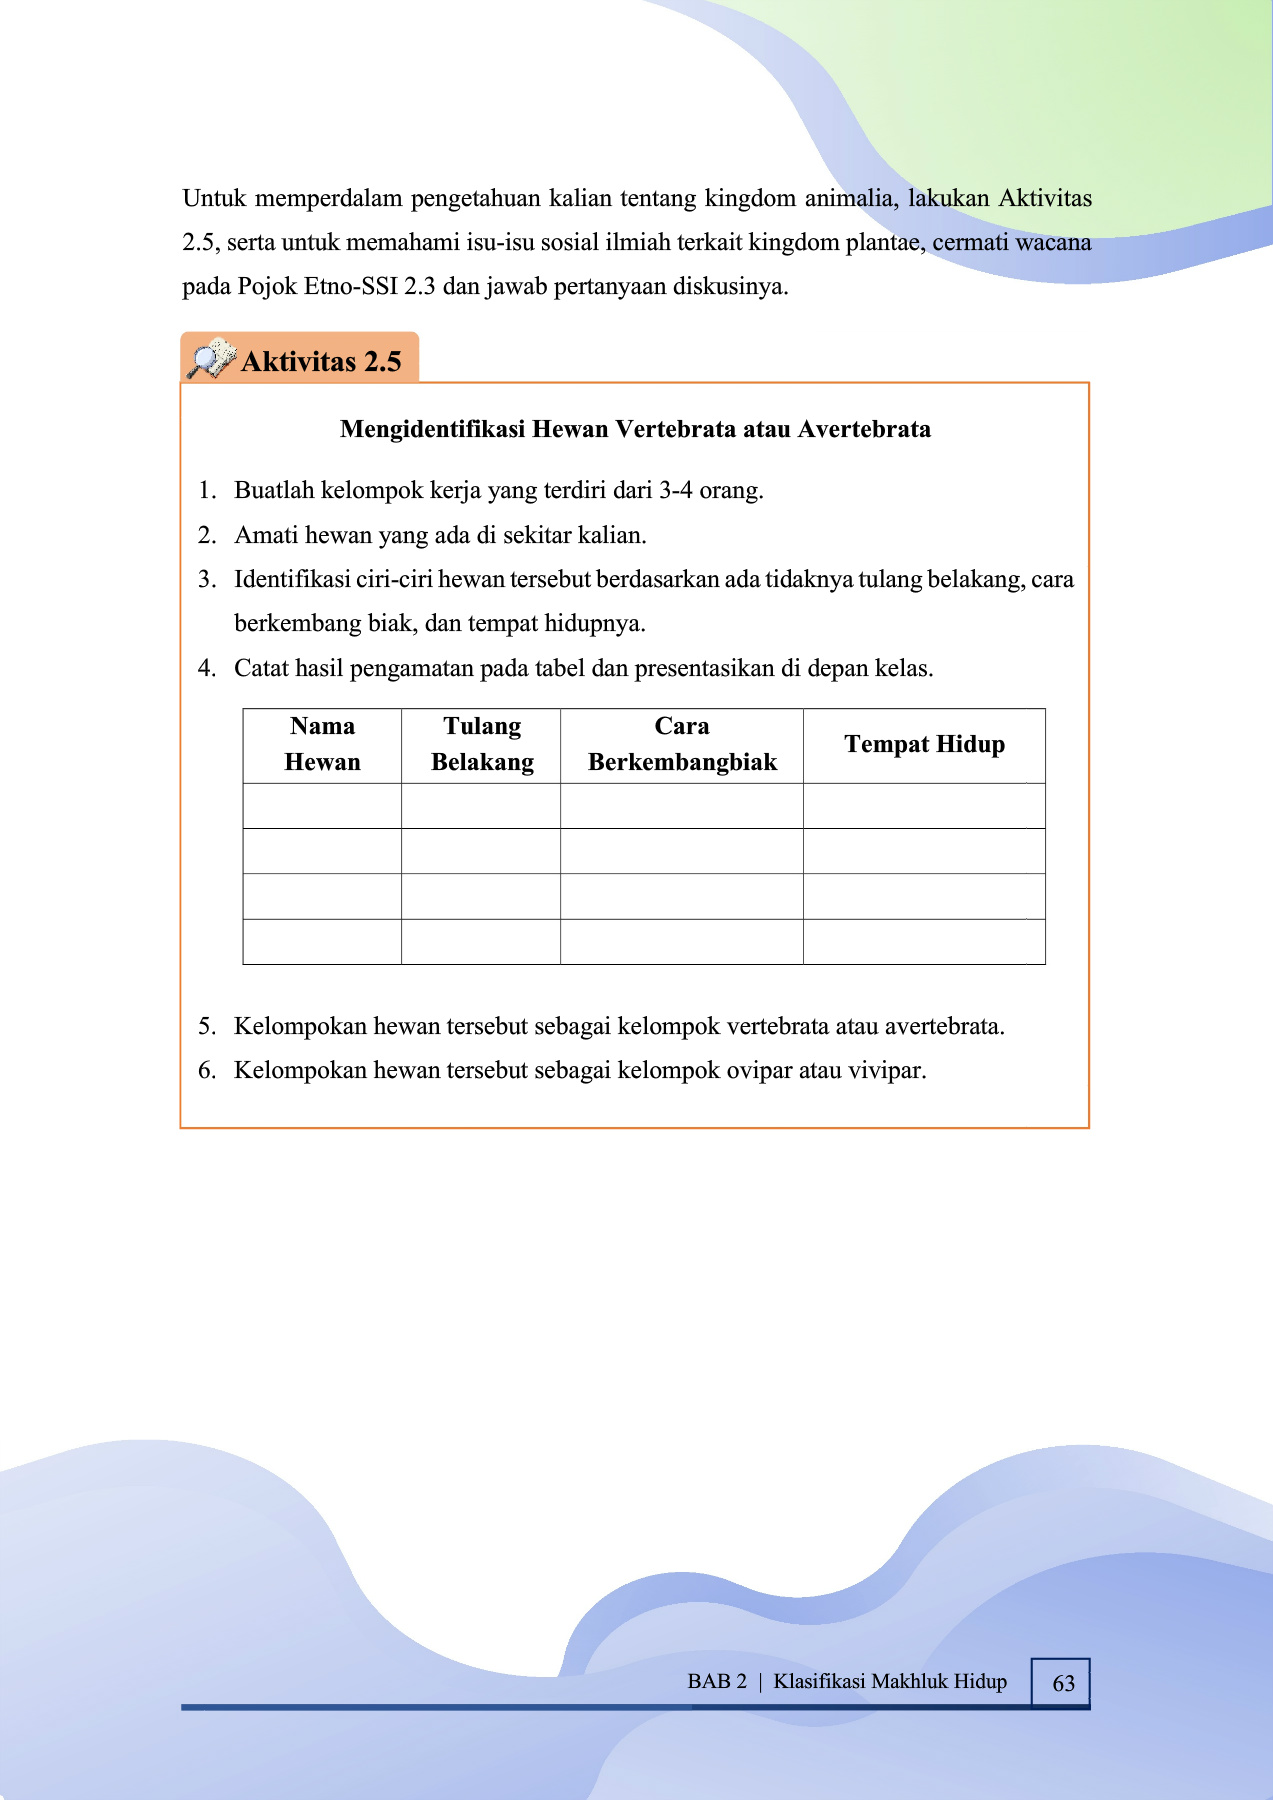 Untuk memperdalam pengetahuan kalian tentang kingdom animalia, lakukan Aktivitas
2.5, serta untuk memahami isu-isu sosial ilmiah terkait kingdom plantae, cermati wacana
pada Pojok Etno-SSI 2.3 dan jawab pertanyaan diskusinya.
Aktivitas 2.5
Mengidentifikasi Hewan Vertebrata atau Avertebrata
1. Buatlah kelompok kerja yang terdiri dari 3-4 orang.
2. Amati hewan yang ada di sekitar kalian.
3. Identifikasi ciri-ciri hewan tersebut berdasarkan ada tidaknya tulang belakang, cara
berkembang biak, dan tempat hidupnya.
4. Catat hasil pengamatan pada tabel dan presentasikan di depan kelas.
Nama Hewan
Tulang Belakang
Cara Berkembangbiak
Tempat Hidup
5. Kelompokan hewan tersebut sebagai kelompok vertebrata atau avertebrata.
6. Kelompokan hewan tersebut sebagai kelompok ovipar atau vivipar.
BAB 2 | Klasifikasi Makhluk Hidup 63